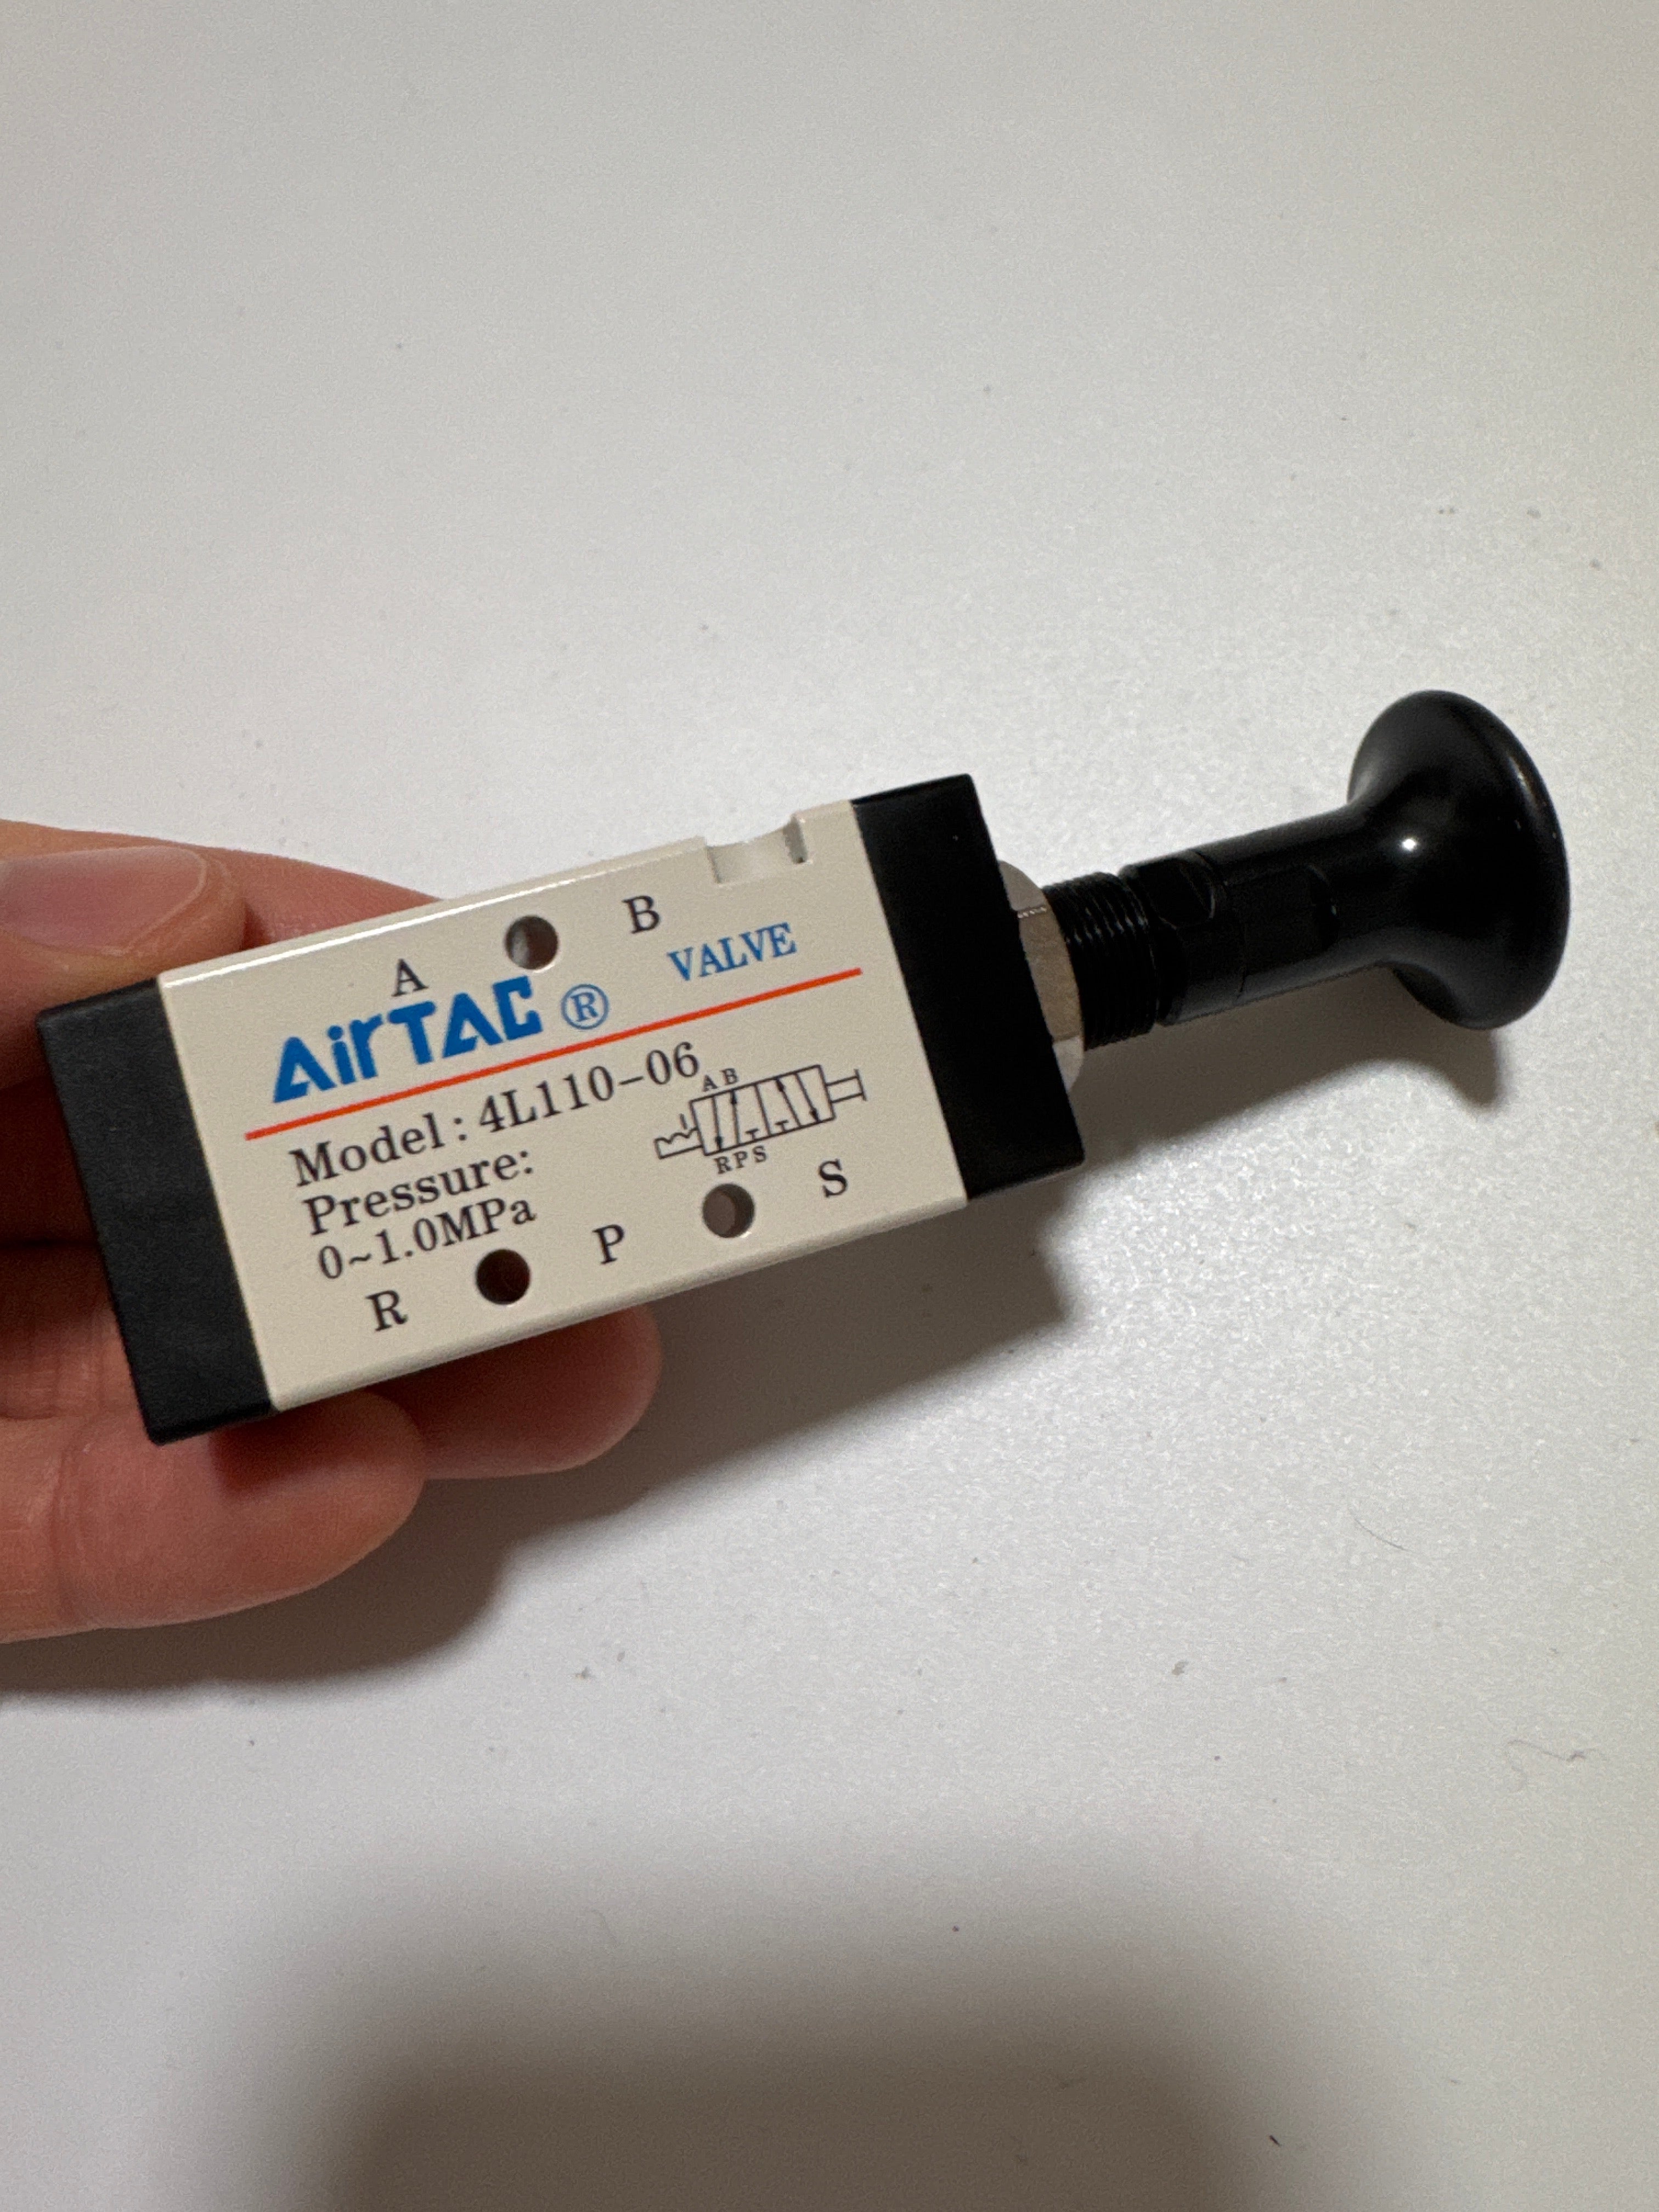 A B
AirTAC ® VALVE
Model: 4L110-06
A B
Pressure:
0~1.0MPa
R P S
R P S